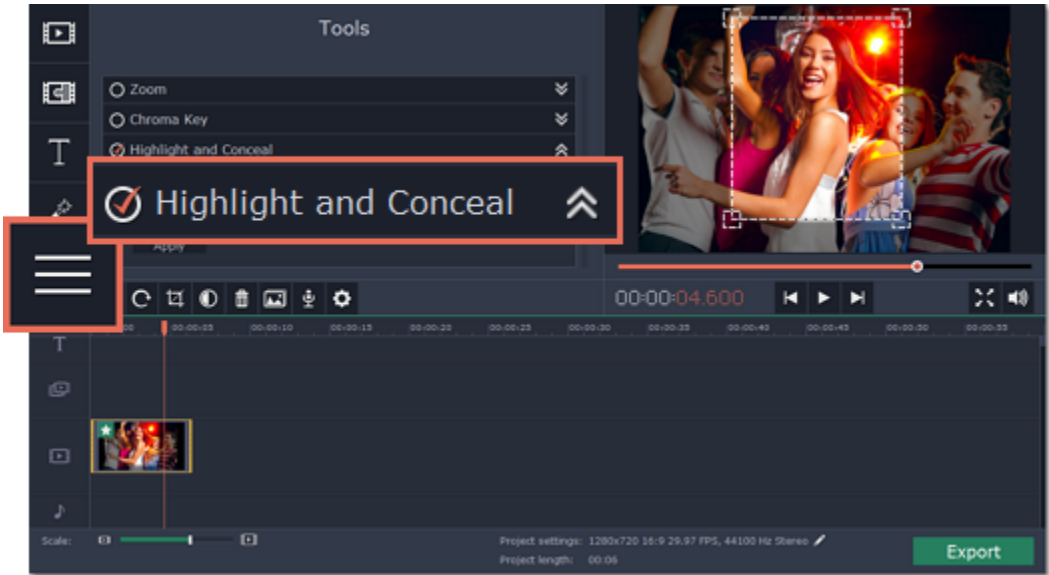 Tools
Zoom
Chroma Key
Highlight and Conceal
Highlight and Conceal
Apply
00:00:04.600
00:00:05 00:00:10 00:00:15 00:00:20 00:00:25 00:00:30 00:00:35 00:00:40 00:00:45 00:00:50 00:00:55
T
Scale:
Project settings: 1280x720 16:9 29.97 FPS, 44100 Hz Stereo
Project length: 00:06
Export